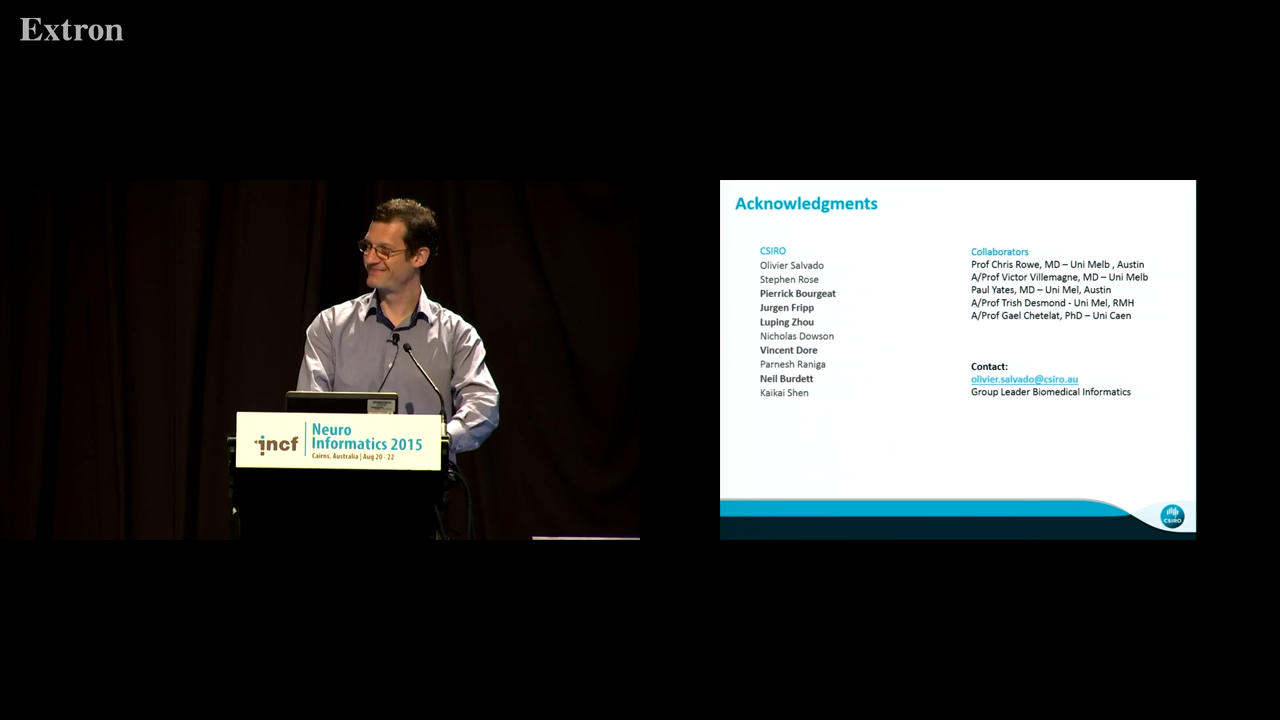 Extron
incf
Neuro
Informatics 2015
Cairns, Australia | Aug 20 - 22
Acknowledgments
CSIRO
Olivier Salvado
Stephen Rose
Pierrick Bourgeat
Jurgen Fripp
Luping Zhou
Nicholas Dowson
Vincent Dore
Parnesh Raniga
Neil Burdett
Kaikai Shen
Collaborators
Prof Chris Rowe, MD – Uni Melb , Austin
A/Prof Victor Villemagne, MD – Uni Melb
Paul Yates, MD – Uni Mel, Austin
A/Prof Trish Desmond - Uni Mel, RMH
A/Prof Gael Chetelat, PhD – Uni Caen
Contact:
olivier.salvado@csiro.au
Group Leader Biomedical Informatics
CSIRO